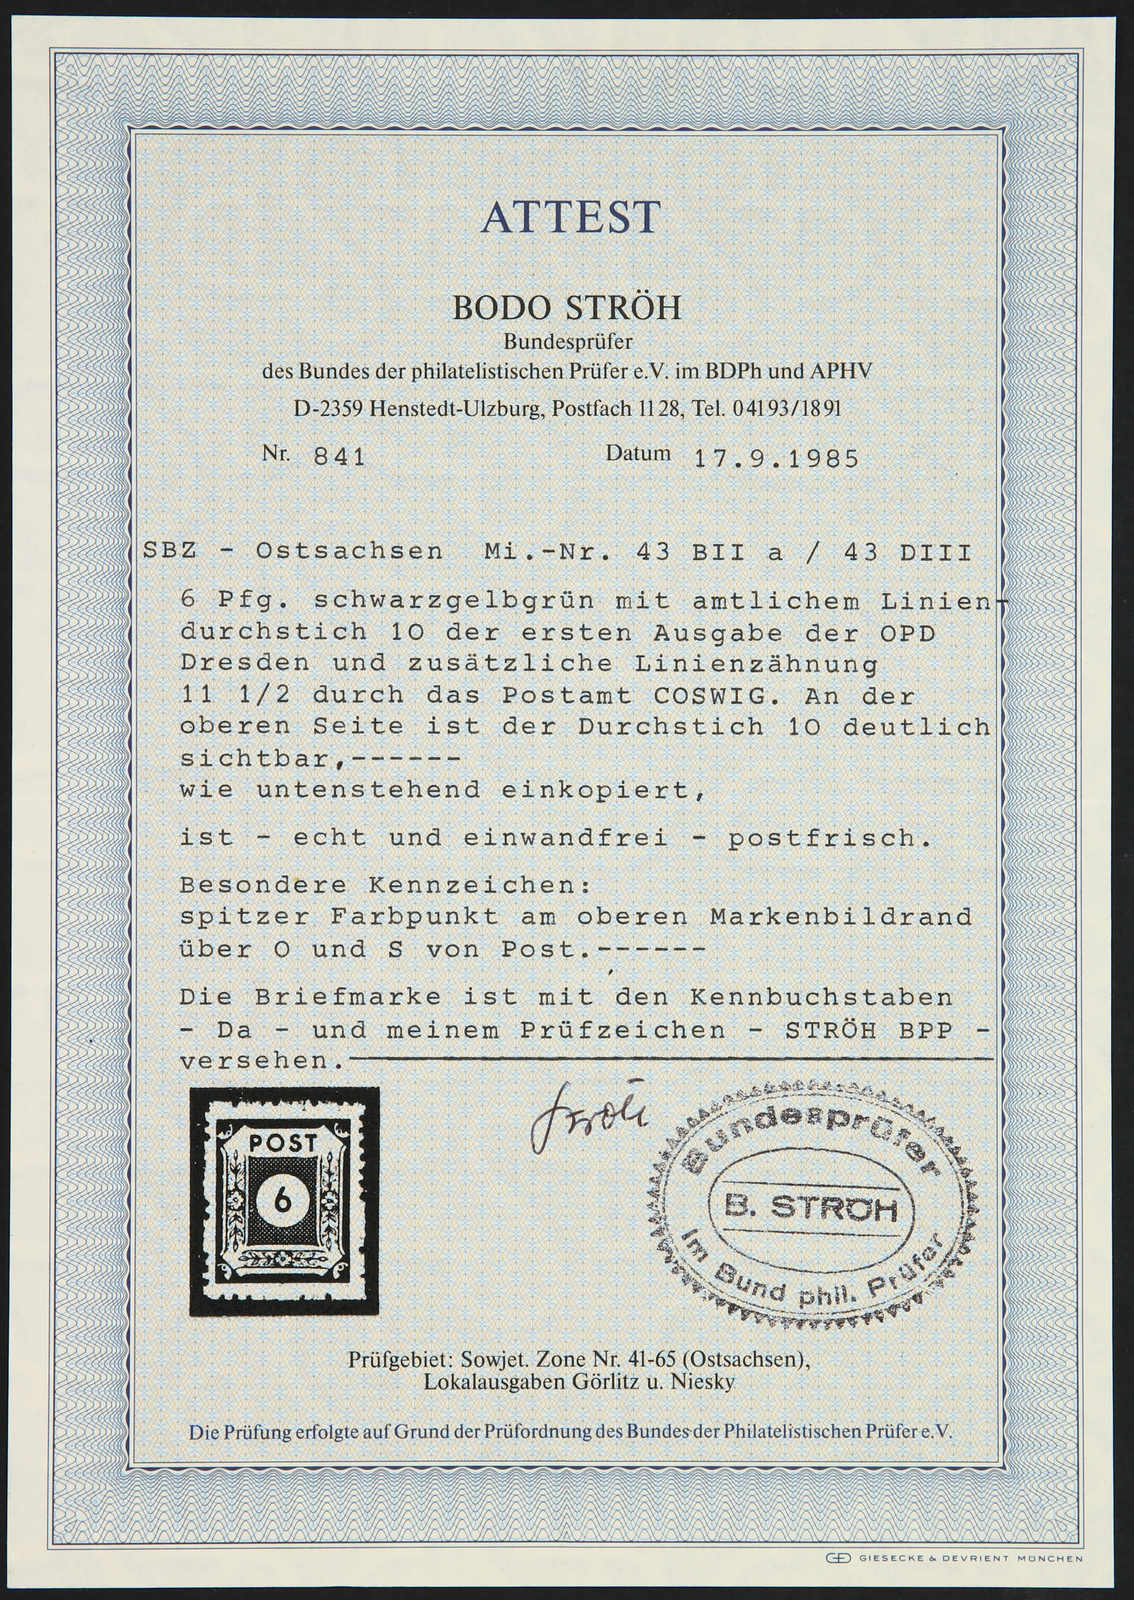 ATTEST
BODO STRÖH
Bundesprüfer
des Bundes der philatelistischen Prüfer e.V. im BDPh und APHV
D-2359 Henstedt-Ulzburg, Postfach 1128, Tel. 04193/1891
Nr. 841 Datum 17.9.1985
SBZ - Ostsachsen Mi.-Nr. 43 BII a / 43 DIII
6 Pfg. schwarzgelbgrün mit amtlichem Linien-
durchstich 10 der ersten Ausgabe der OPD
Dresden und zusätzliche Linienzähnung
11 1/2 durch das Postamt COSWIG. An der
oberen Seite ist der Durchstich 10 deutlich
sichtbar,------
wie untenstehend einkopiert,
ist - echt und einwandfrei - postfrisch.
Besondere Kennzeichen:
spitzer Farbpunkt am oberen Markenbildrand
über O und S von Post.------
Die Briefmarke ist mit den Kennbuchstaben
- Da - und meinem Prüfzeichen - STRÖH BPP -
versehen.
POST
6
Ströh
Bundesprüfer
B. STRÖH
im Bund phil. Prüfer
Prüfgebiet: Sowjet. Zone Nr. 41-65 (Ostsachsen),
Lokalausgaben Görlitz u. Niesky
Die Prüfung erfolgte auf Grund der Prüfordnung des Bundes der Philatelistischen Prüfer e.V.
GIESECKE & DEVRIENT MÜNCHEN